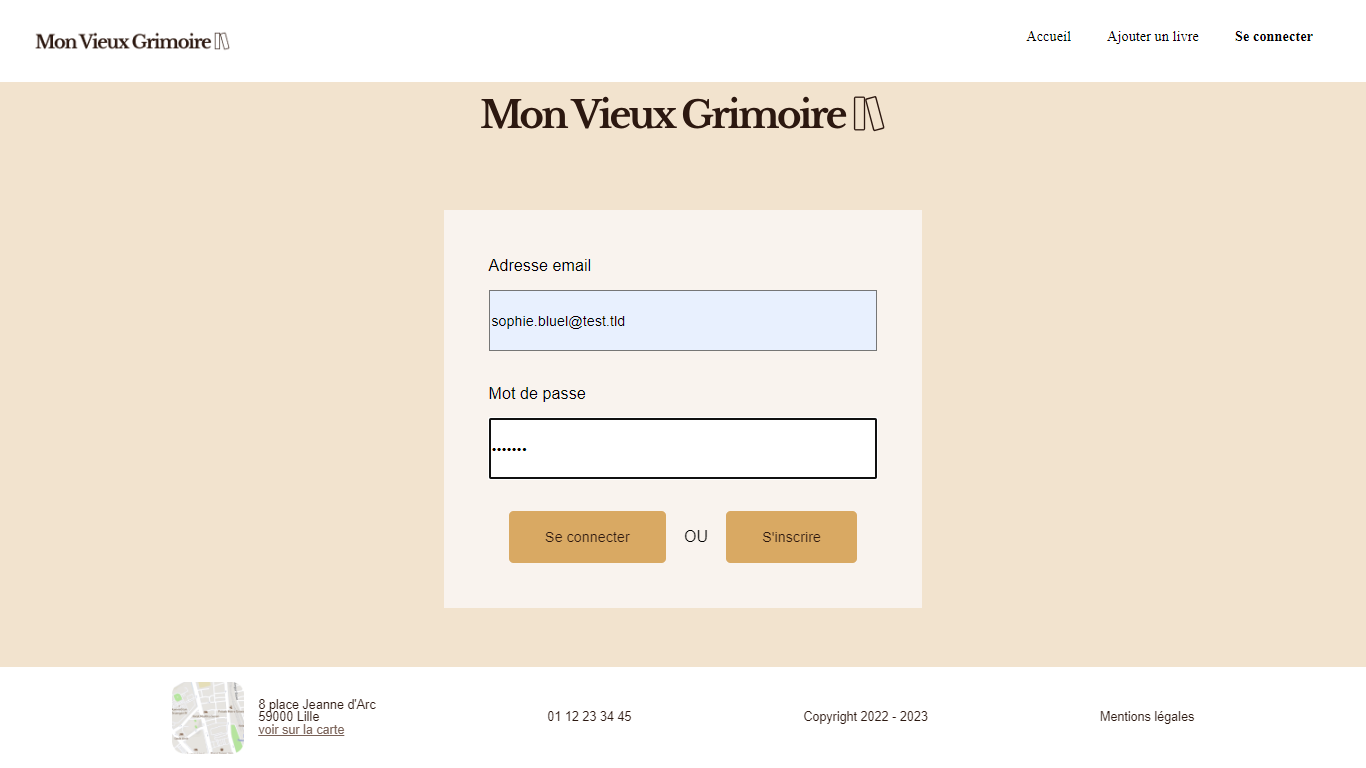 Mon Vieux Grimoire
Accueil
Ajouter un livre
Se connecter
Mon Vieux Grimoire
Adresse email
sophie.bluel@test.tld
Mot de passe
•••••••
Se connecter
OU
S'inscrire
8 place Jeanne d'Arc
59000 Lille
voir sur la carte
01 12 23 34 45
Copyright 2022 - 2023
Mentions légales